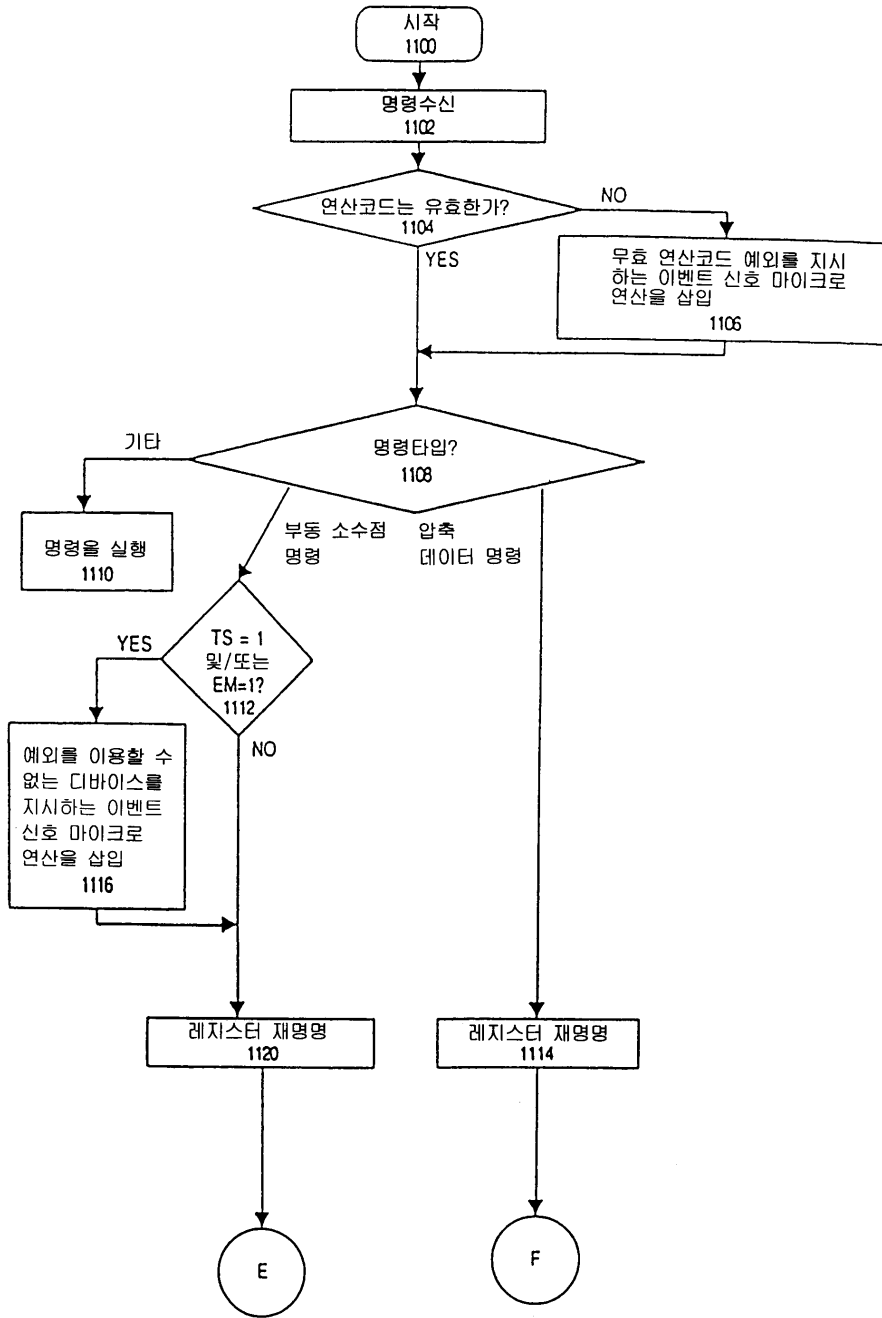 시작
1100
명령수신
1102
연산코드는 유효한가?
1104
NO
YES
무효 연산코드 예외를 지시
하는 이벤트 신호 마이크로
연산을 삽입
1106
기타
명령타입?
1108
명령올 실행
1110
부동 소수점
명령
압축
데이터 명령
YES
TS = 1
및/또는
EM=1?
1112
NO
예외를 이용할 수
없는 디바이스를
지시하는 이벤트
신호 마이크로
연산을 삽입
1116
레지스터 재명명
1120
레지스터 재명명
1114
E
F